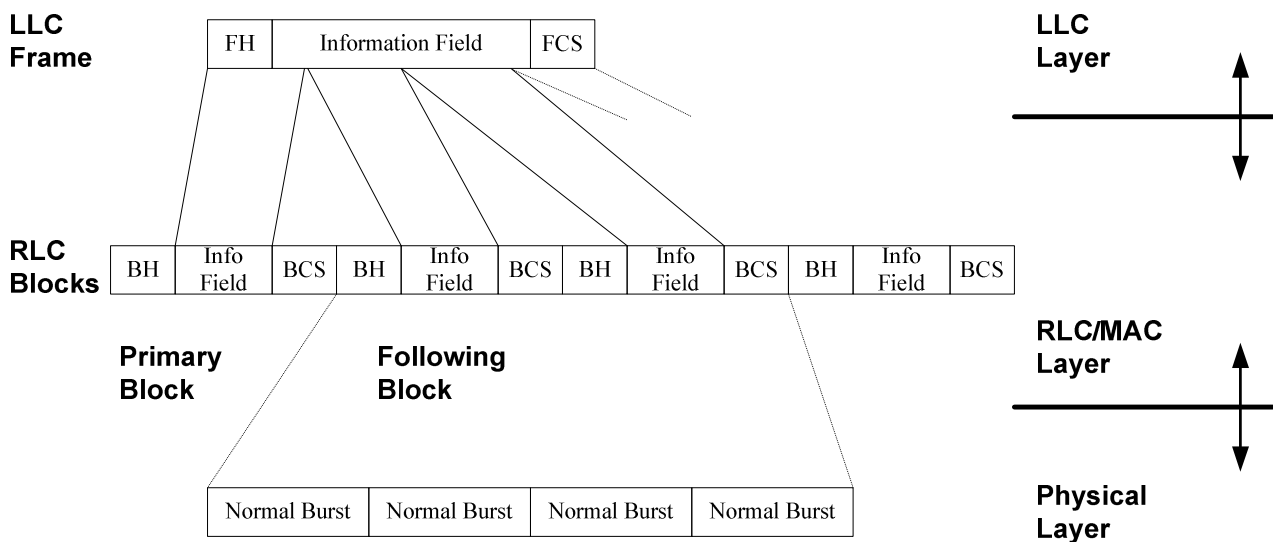 LLC
Frame
FH
Information Field
FCS
LLC
Layer
RLC
Blocks
BH
Info
Field
BCS
BH
Info
Field
BCS
BH
Info
Field
BCS
BH
Info
Field
BCS
Primary
Block
Following
Block
RLC/MAC
Layer
Normal Burst
Normal Burst
Normal Burst
Normal Burst
Physical
Layer